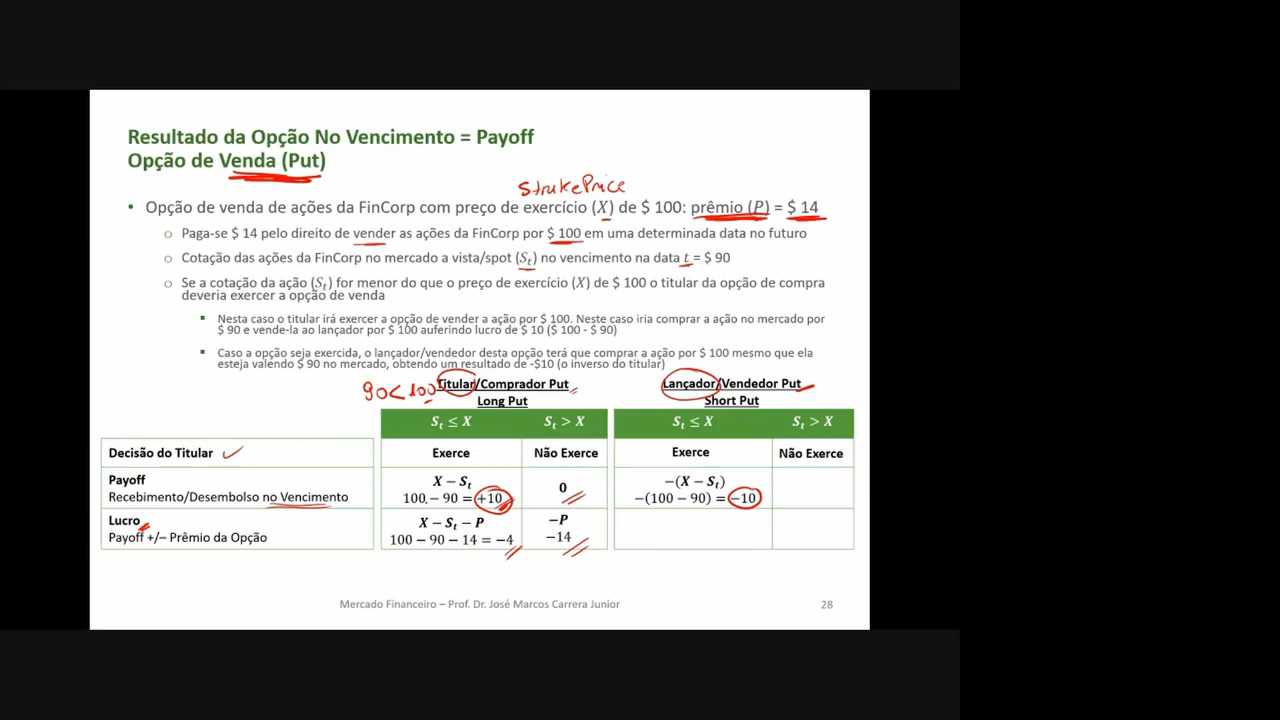 Resultado da Opção No Vencimento = Payoff
Opção de Venda (Put)
StrikePrice
• Opção de venda de ações da FinCorp com preço de exercício (X) de $ 100: prêmio (P) = $ 14
○ Paga-se $ 14 pelo direito de vender as ações da FinCorp por $ 100 em uma determinada data no futuro
○ Cotação das ações da FinCorp no mercado a vista/spot (Sₜ) no vencimento na data t = $ 90
○ Se a cotação da ação (Sₜ) for menor do que o preço de exercício (X) de $ 100 o titular da opção de compra
deveria exercer a opção de venda
▪ Nesta caso o titular irá exercer a opção de vender a ação por $ 100. Neste caso iria comprar a ação no mercado por
$ 90 e vende-la ao lançador por $ 100 auferindo lucro de $ 10 ($ 100 - $ 90)
▪ Caso a opção seja exercida, o lançador/vendedor desta opção terá que comprar a ação por $ 100 mesmo que ela
esteja valendo $ 90 no mercado, obtendo um resultado de -$10 (o inverso do titular)
90<100
Titular/Comprador Put
Long Put
Lançador/Vendedor Put
Short Put
Sₜ ≤ X Sₜ > X Sₜ ≤ X Sₜ > X
Decisão do Titular Exerce Não Exerce Exerce Não Exerce
Payoff
Recebimento/Desembolso no Vencimento
X − Sₜ
100 − 90 = +10
0
−(X − Sₜ)
−(100 − 90) = −10
Lucro
Payoff +/− Prêmio da Opção
X − Sₜ − P
100 − 90 − 14 = −4
−P
−14
Mercado Financeiro – Prof. Dr. José Marcos Carrera Junior
28